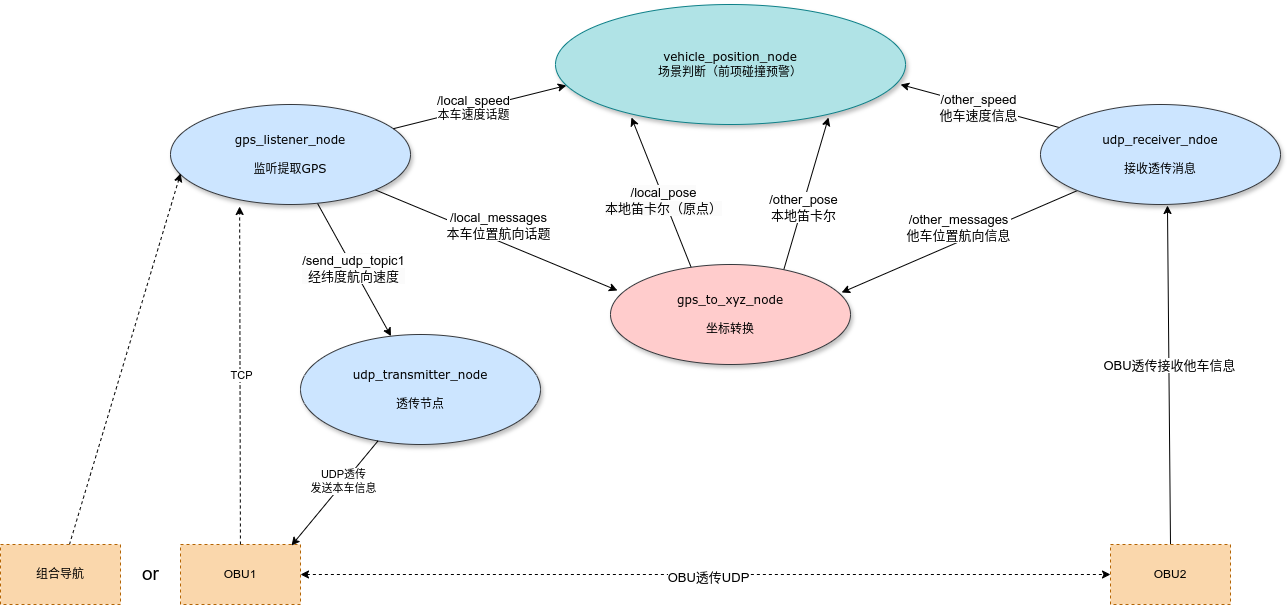 vehicle_position_node
场景判断（前项碰撞预警）
/local_speed
本车速度话题
/other_speed
他车速度信息
gps_listener_node
监听提取GPS
udp_receiver_ndoe
接收透传消息
/local_pose
本地笛卡尔（原点）
/other_pose
本地笛卡尔
/local_messages
本车位置航向话题
/other_messages
他车位置航向信息
/send_udp_topic1
经纬度航向速度
gps_to_xyz_node
坐标转换
TCP
udp_transmitter_node
透传节点
OBU透传接收他车信息
UDP透传
发送本车信息
组合导航
or
OBU1
OBU透传UDP
OBU2